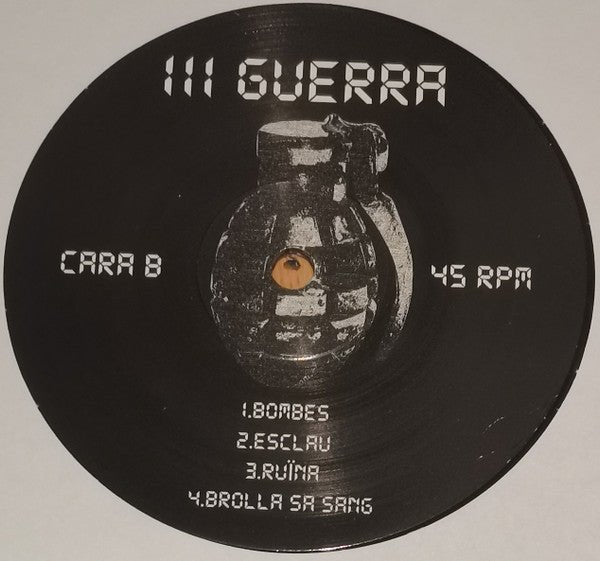 III GUERRA
CARA B
45 RPM
1.BOMBES
2.ESCLAU
3.RUÏNA
4.BROLLA SA SANG